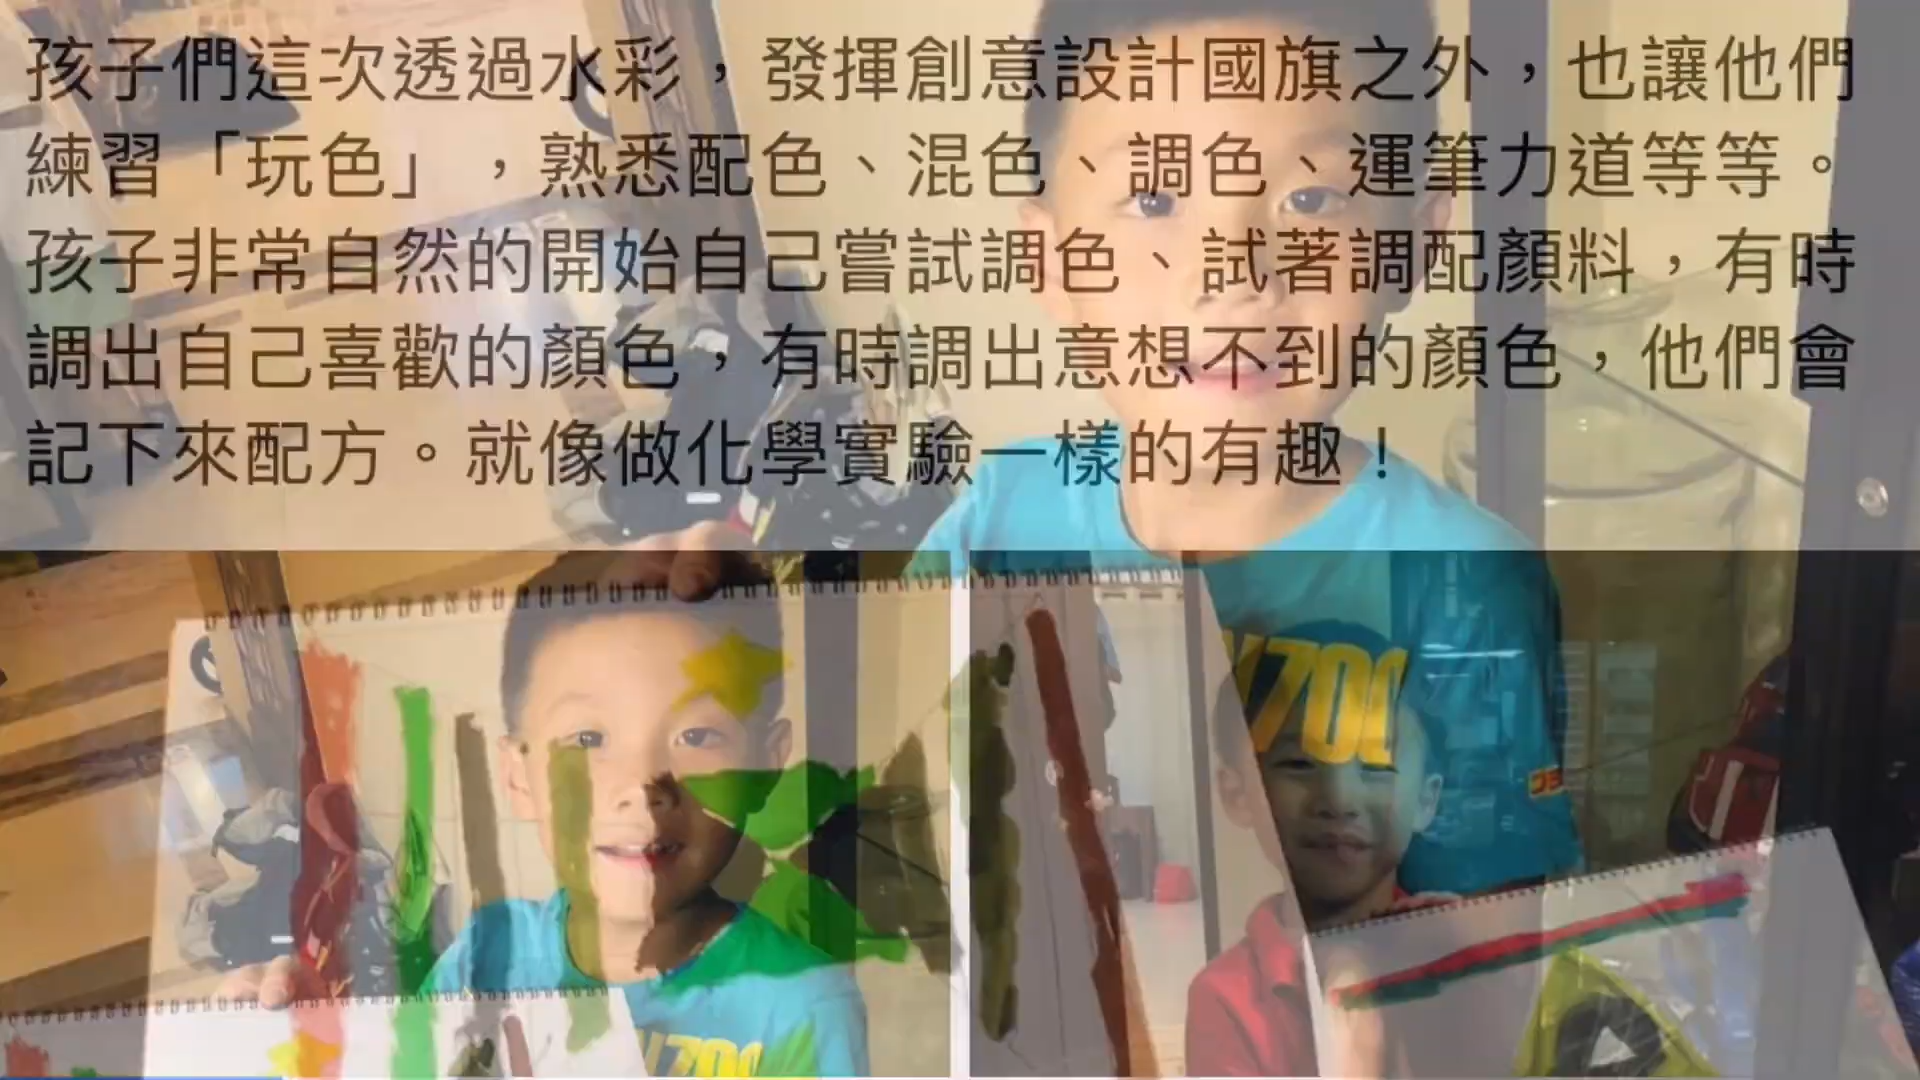 孩子們這次透過水彩，發揮創意設計國旗之外，也讓他們
練習「玩色」，熟悉配色、混色、調色、運筆力道等等。
孩子非常自然的開始自己嘗試調色、試著調配顏料，有時
調出自己喜歡的顏色，有時調出意想不到的顏色，他們會
記下來配方。就像做化學實驗一樣的有趣！